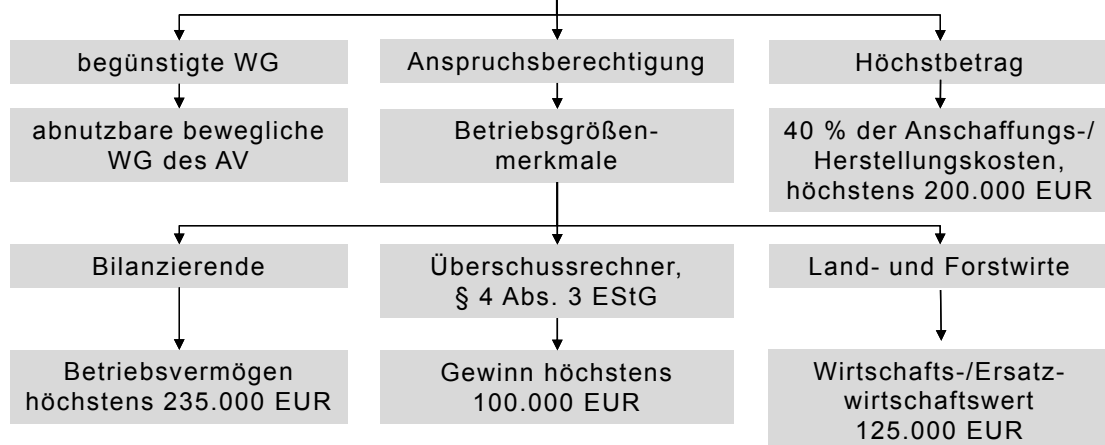 begünstigte WG
Anspruchsberechtigung
Höchstbetrag
abnutzbare bewegliche
WG des AV
Betriebsgrößen-
merkmale
40 % der Anschaffungs-/
Herstellungskosten,
höchstens 200.000 EUR
Bilanzierende
Überschussrechner,
§ 4 Abs. 3 EStG
Land- und Forstwirte
Betriebsvermögen
höchstens 235.000 EUR
Gewinn höchstens
100.000 EUR
Wirtschafts-/Ersatz-
wirtschaftswert
125.000 EUR